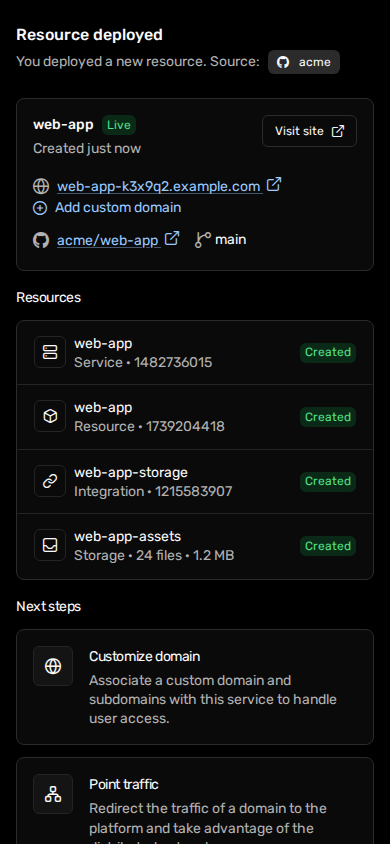 Resource deployed
You deployed a new resource. Source: acme
web-app Live
Visit site
Created just now
web-app-k3x9q2.example.com
Add custom domain
acme/web-app main
Resources
web-app
Service • 1482736015
Created
web-app
Resource • 1739204418
Created
web-app-storage
Integration • 1215583907
Created
web-app-assets
Storage • 24 files • 1.2 MB
Created
Next steps
Customize domain
Associate a custom domain and
subdomains with this service to handle
user access.
Point traffic
Redirect the traffic of a domain to the
platform and take advantage of the